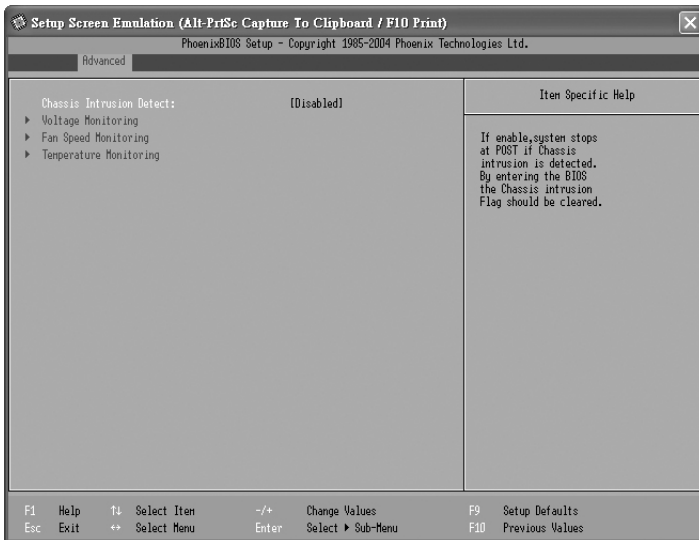 Setup Screen Emulation (Alt-PrtSc Capture To Clipboard / F10 Print)
PhoenixBIOS Setup - Copyright 1985-2004 Phoenix Technologies Ltd.
Advanced
Chassis Intrusion Detect: [Disabled]
Voltage Monitoring
Fan Speed Monitoring
Temperature Monitoring
Item Specific Help
If enable,system stops
at POST if Chassis
intrusion is detected.
By entering the BIOS
the Chassis intrusion
Flag should be cleared.
F1 Help ↑↓ Select Item -/+ Change Values F9 Setup Defaults
Esc Exit ↔ Select Menu Enter Select ▶ Sub-Menu F10 Previous Values